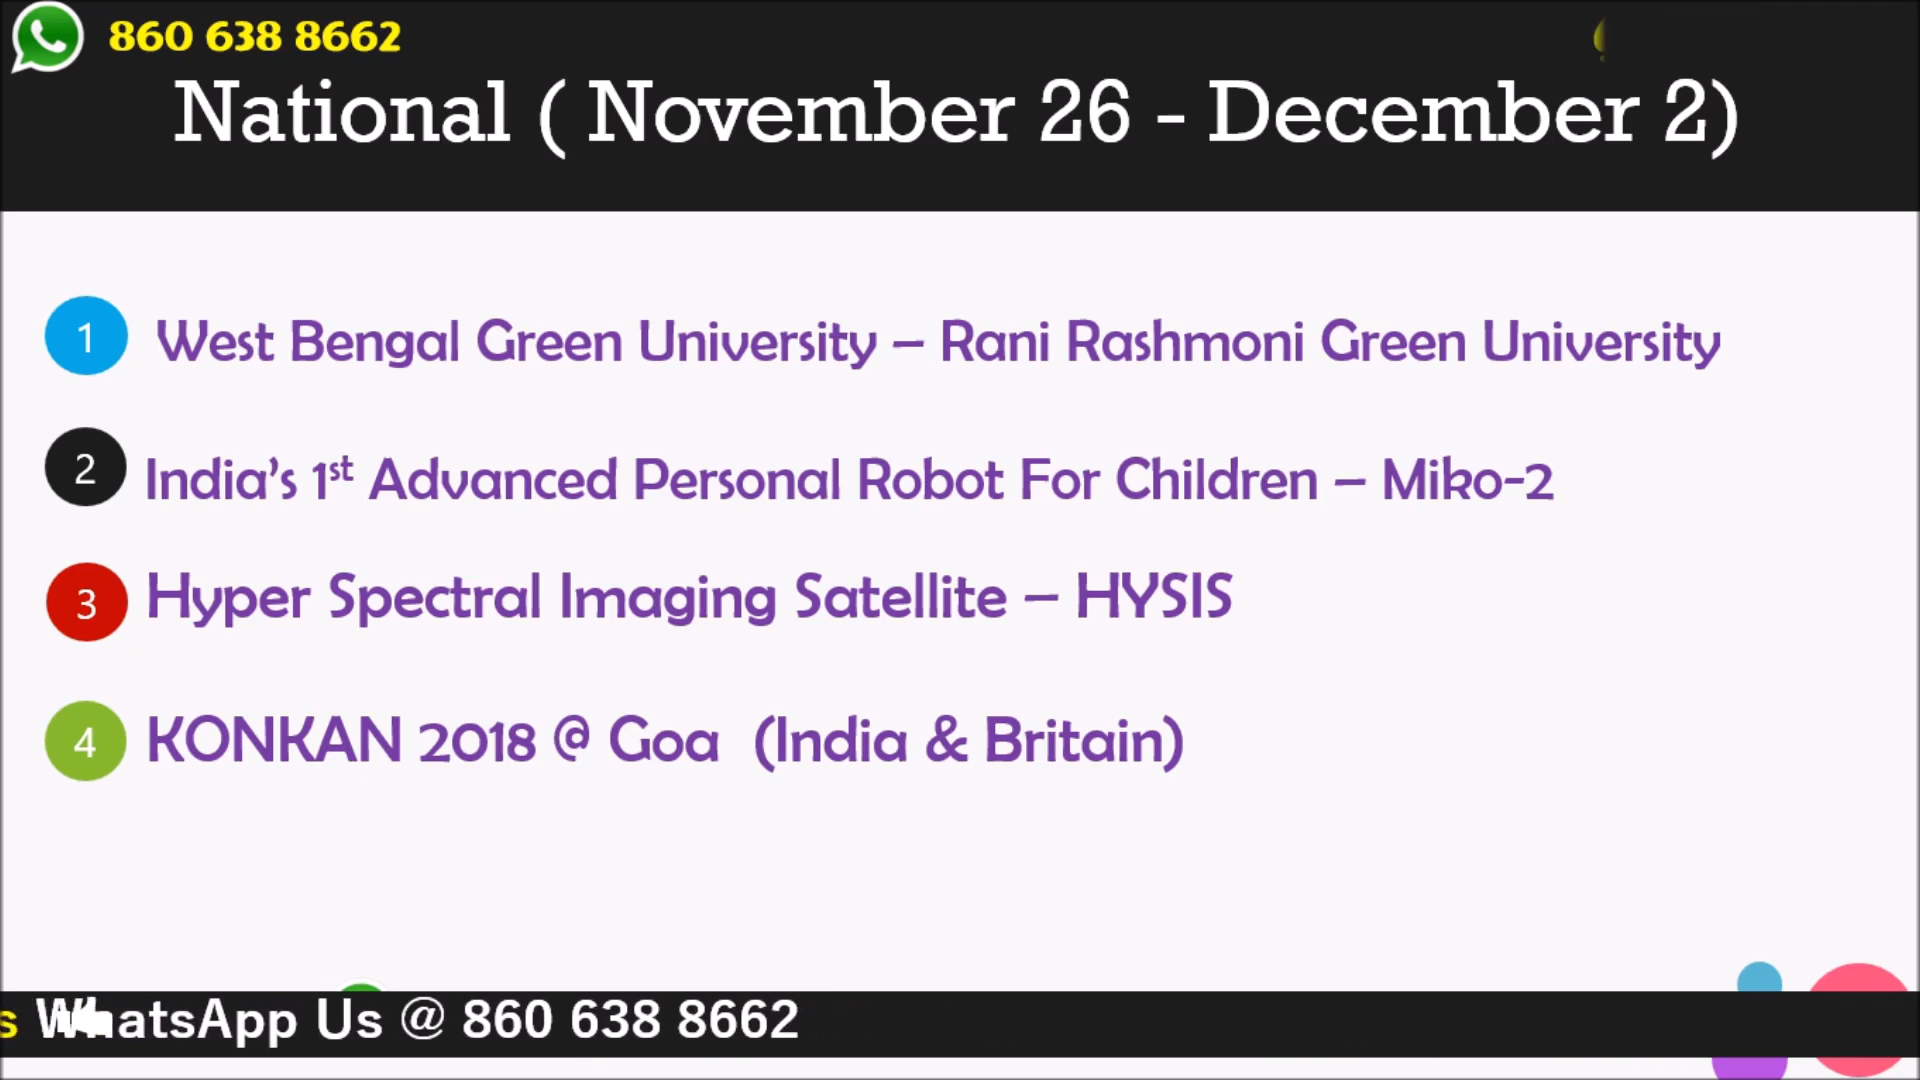 860 638 8662
National ( November 26 - December 2)
1 West Bengal Green University – Rani Rashmoni Green University
2 India's 1st Advanced Personal Robot For Children – Miko-2
3 Hyper Spectral Imaging Satellite – HYSIS
4 KONKAN 2018 @ Goa (India & Britain)
s WhatsApp Us @ 860 638 8662